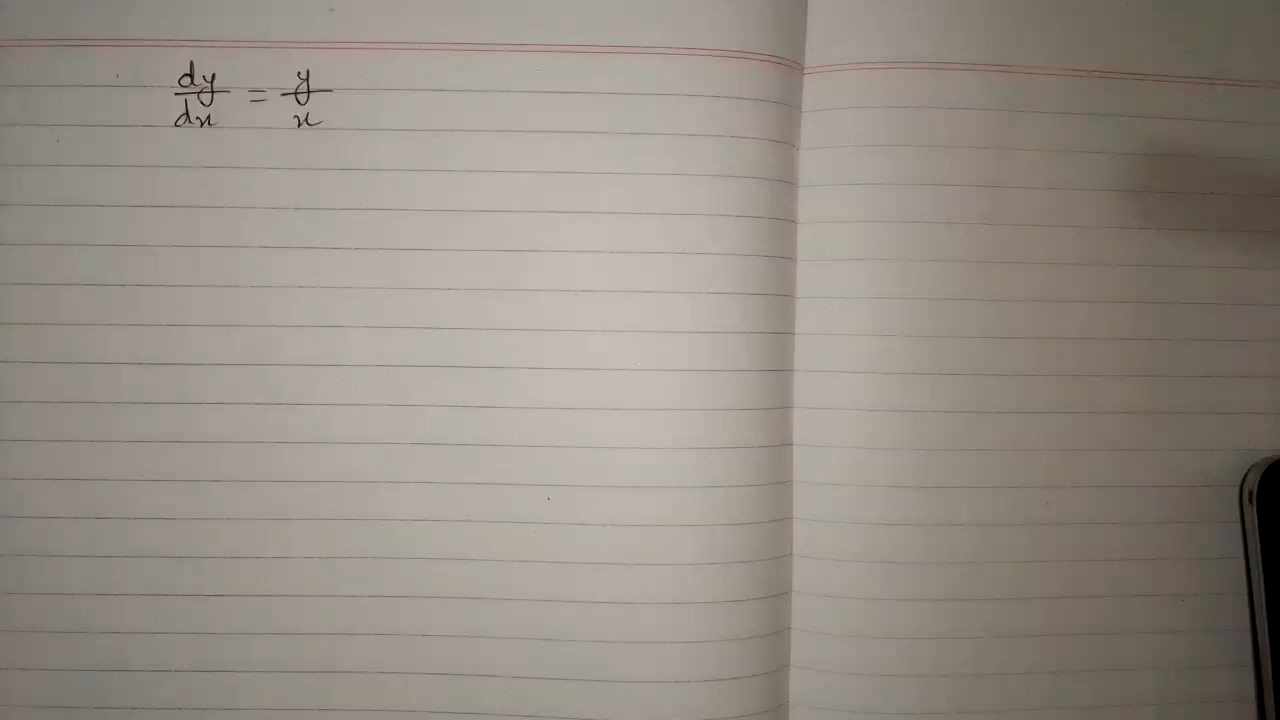 dy/dx = y/x